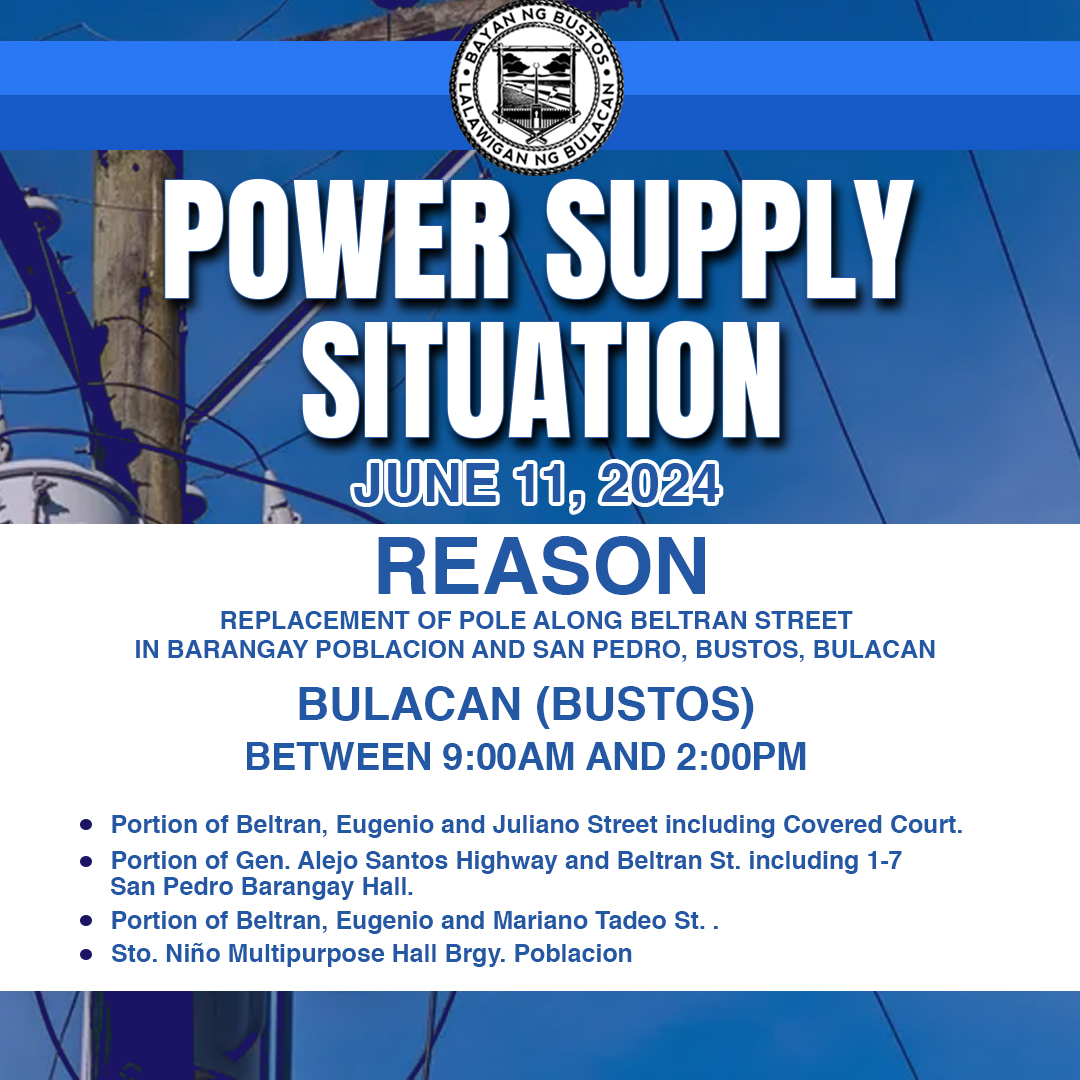 BAYAN NG BUSTOS
LALAWIGAN NG BULACAN
POWER SUPPLY
SITUATION
JUNE 11, 2024
REASON
REPLACEMENT OF POLE ALONG BELTRAN STREET
IN BARANGAY POBLACION AND SAN PEDRO, BUSTOS, BULACAN
BULACAN (BUSTOS)
BETWEEN 9:00AM AND 2:00PM
• Portion of Beltran, Eugenio and Juliano Street including Covered Court.
• Portion of Gen. Alejo Santos Highway and Beltran St. including 1-7
San Pedro Barangay Hall.
• Portion of Beltran, Eugenio and Mariano Tadeo St. .
• Sto. Niño Multipurpose Hall Brgy. Poblacion